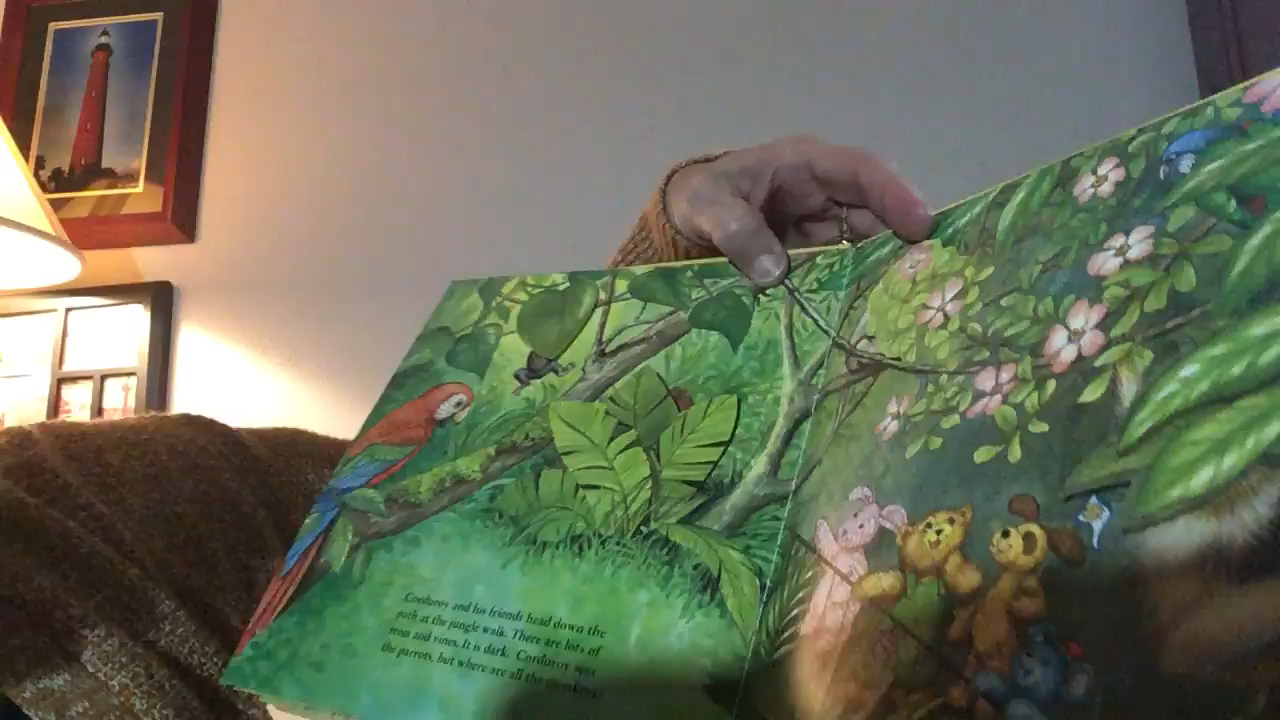 Corduroy and his friends head down the
path at the jungle walk. There are lots of
trees and vines. It is dark. Corduroy sees
the parrots, but where are all the monkeys?